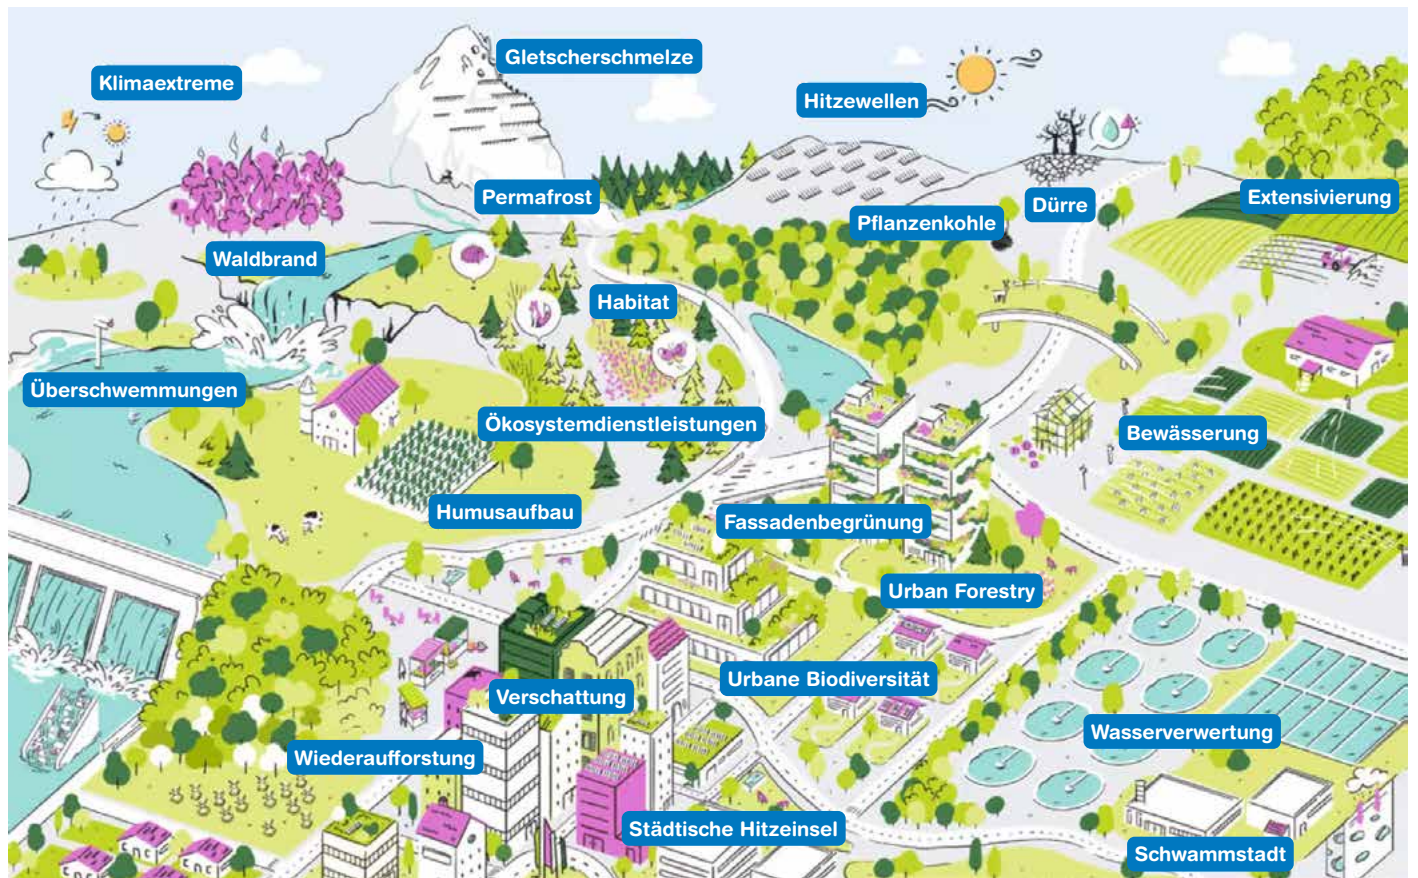 Gletscherschmelze
Klimaextreme
Hitzewellen
Permafrost
Extensivierung
Dürre
Pflanzenkohle
Waldbrand
Habitat
Überschwemmungen
Ökosystemdienstleistungen
Bewässerung
Humusaufbau
Fassadenbegrünung
Urban Forestry
Urbane Biodiversität
Verschattung
Wasserverwertung
Wiederaufforstung
Städtische Hitzeinsel
Schwammstadt